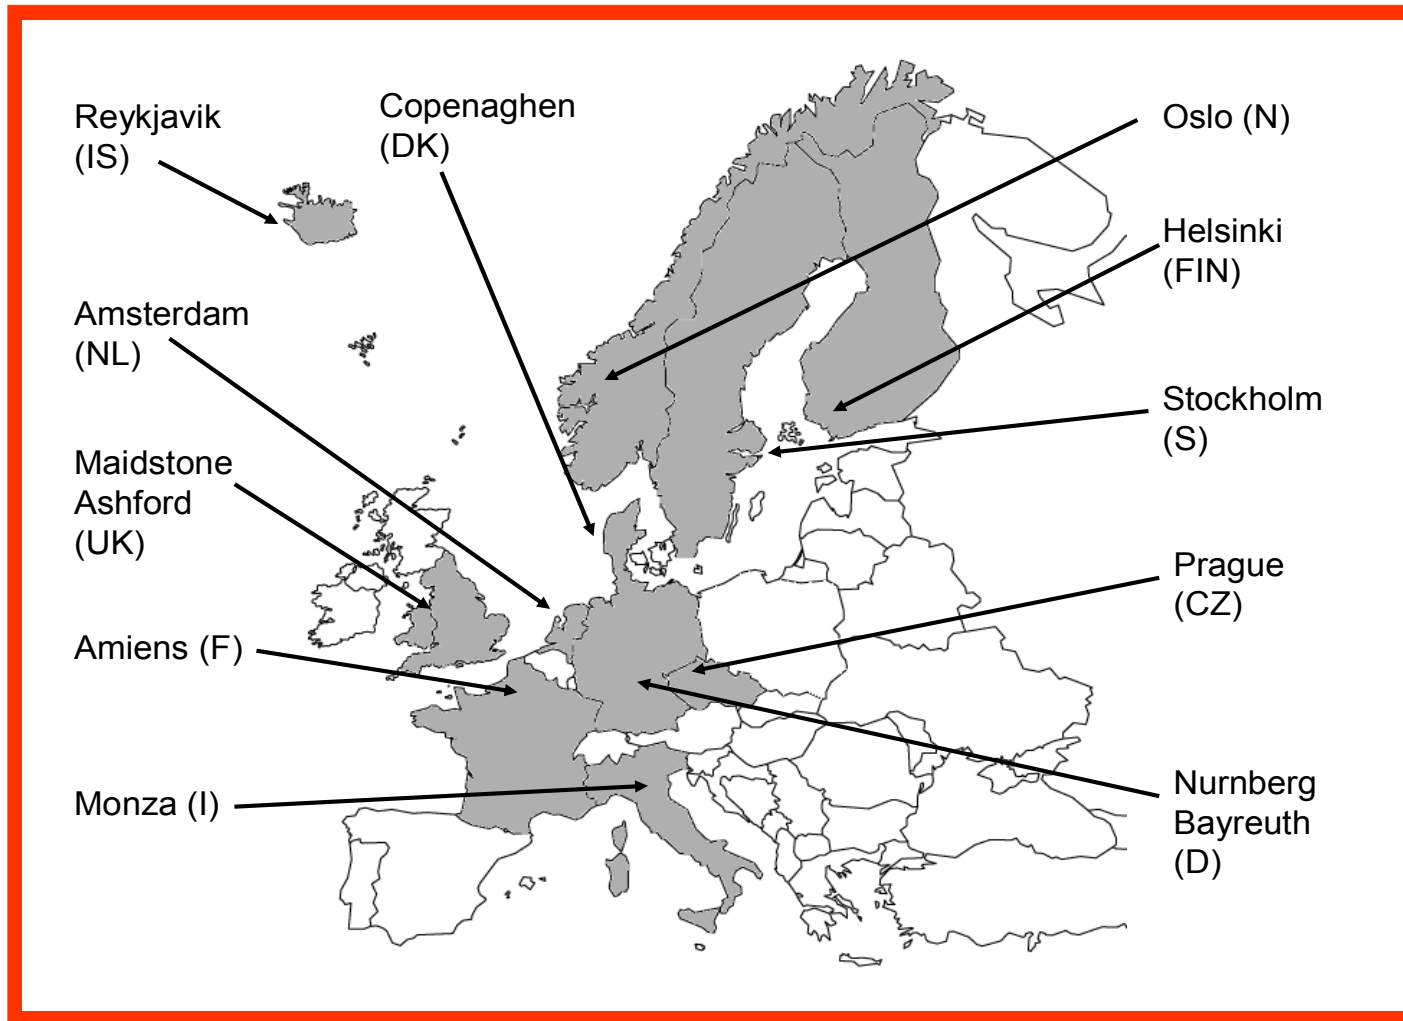 Reykjavik
(IS)
Copenaghen
(DK)
Oslo (N)
Helsinki
(FIN)
Amsterdam
(NL)
Stockholm
(S)
Maidstone
Ashford
(UK)
Prague
(CZ)
Amiens (F)
Monza (I)
Nurnberg
Bayreuth
(D)